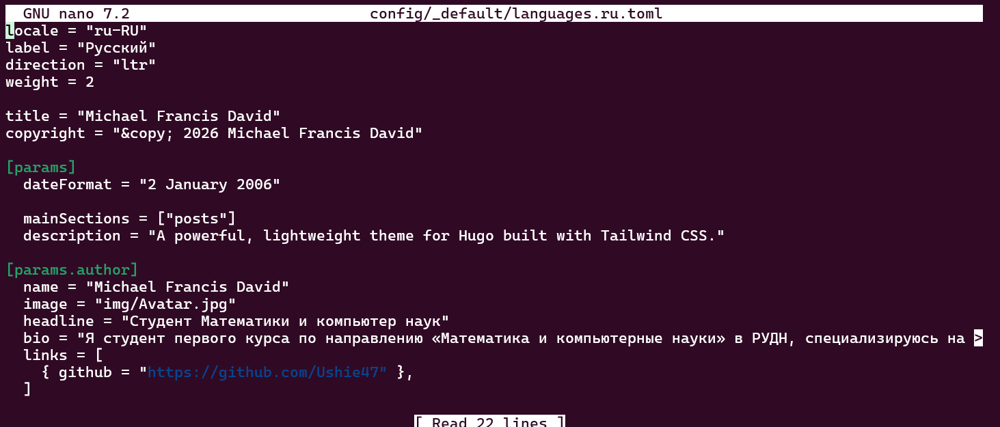 GNU nano 7.2 config/_default/languages.ru.toml
locale = "ru-RU"
label = "Русский"
direction = "ltr"
weight = 2
title = "Michael Francis David"
copyright = "&copy; 2026 Michael Francis David"
[params]
dateFormat = "2 January 2006"
mainSections = ["posts"]
description = "A powerful, lightweight theme for Hugo built with Tailwind CSS."
[params.author]
name = "Michael Francis David"
image = "img/Avatar.jpg"
headline = "Студент Математики и компьютер наук"
bio = "Я студент первого курса по направлению «Математика и компьютерные науки» в РУДН, специализируюсь на >
links = [
{ github = "https://github.com/Ushie47" },
]
[ Read 22 lines ]